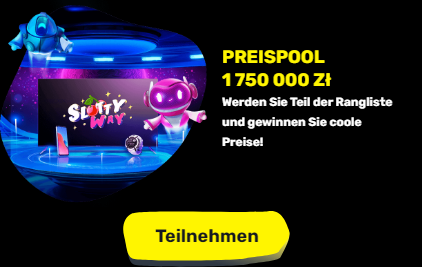 SLOTTY
WAY
PREISPOOL
1 750 000 Zł
Werden Sie Teil der Rangliste
und gewinnen Sie coole
Preise!
Teilnehmen